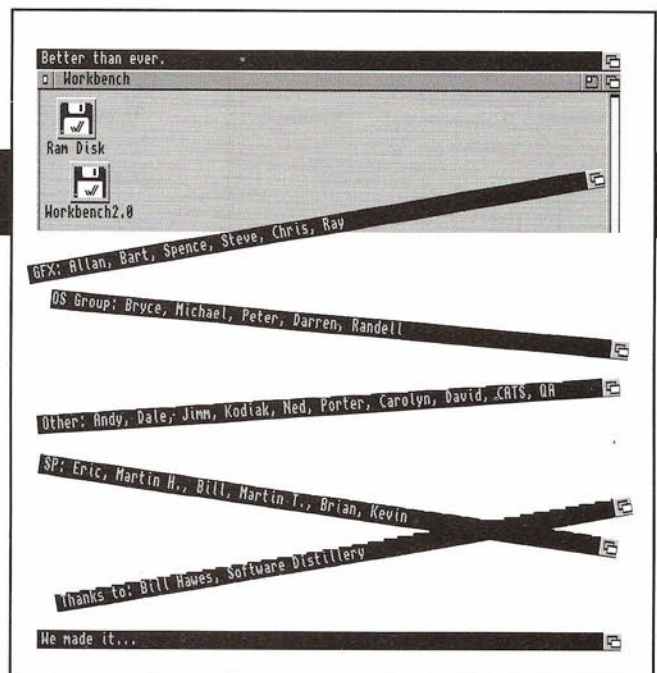 Better than ever.
Workbench
Ram Disk
Workbench2.0
GFX: Allan, Bart, Spence, Steve, Chris, Ray
OS Group: Bryce, Michael, Peter, Darren, Randell
Other: Andy, Dale, Jimm, Kodiak, Ned, Porter, Carolyn, David, CATS, QA
SP: Eric, Martin H., Bill, Martin T., Brian, Kevin
Thanks to: Bill Hawes, Software Distillery
We made it...